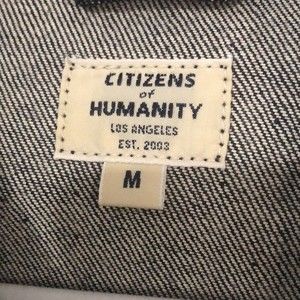 CITIZENS
OF
HUMANITY
LOS ANGELES
EST. 2003
M